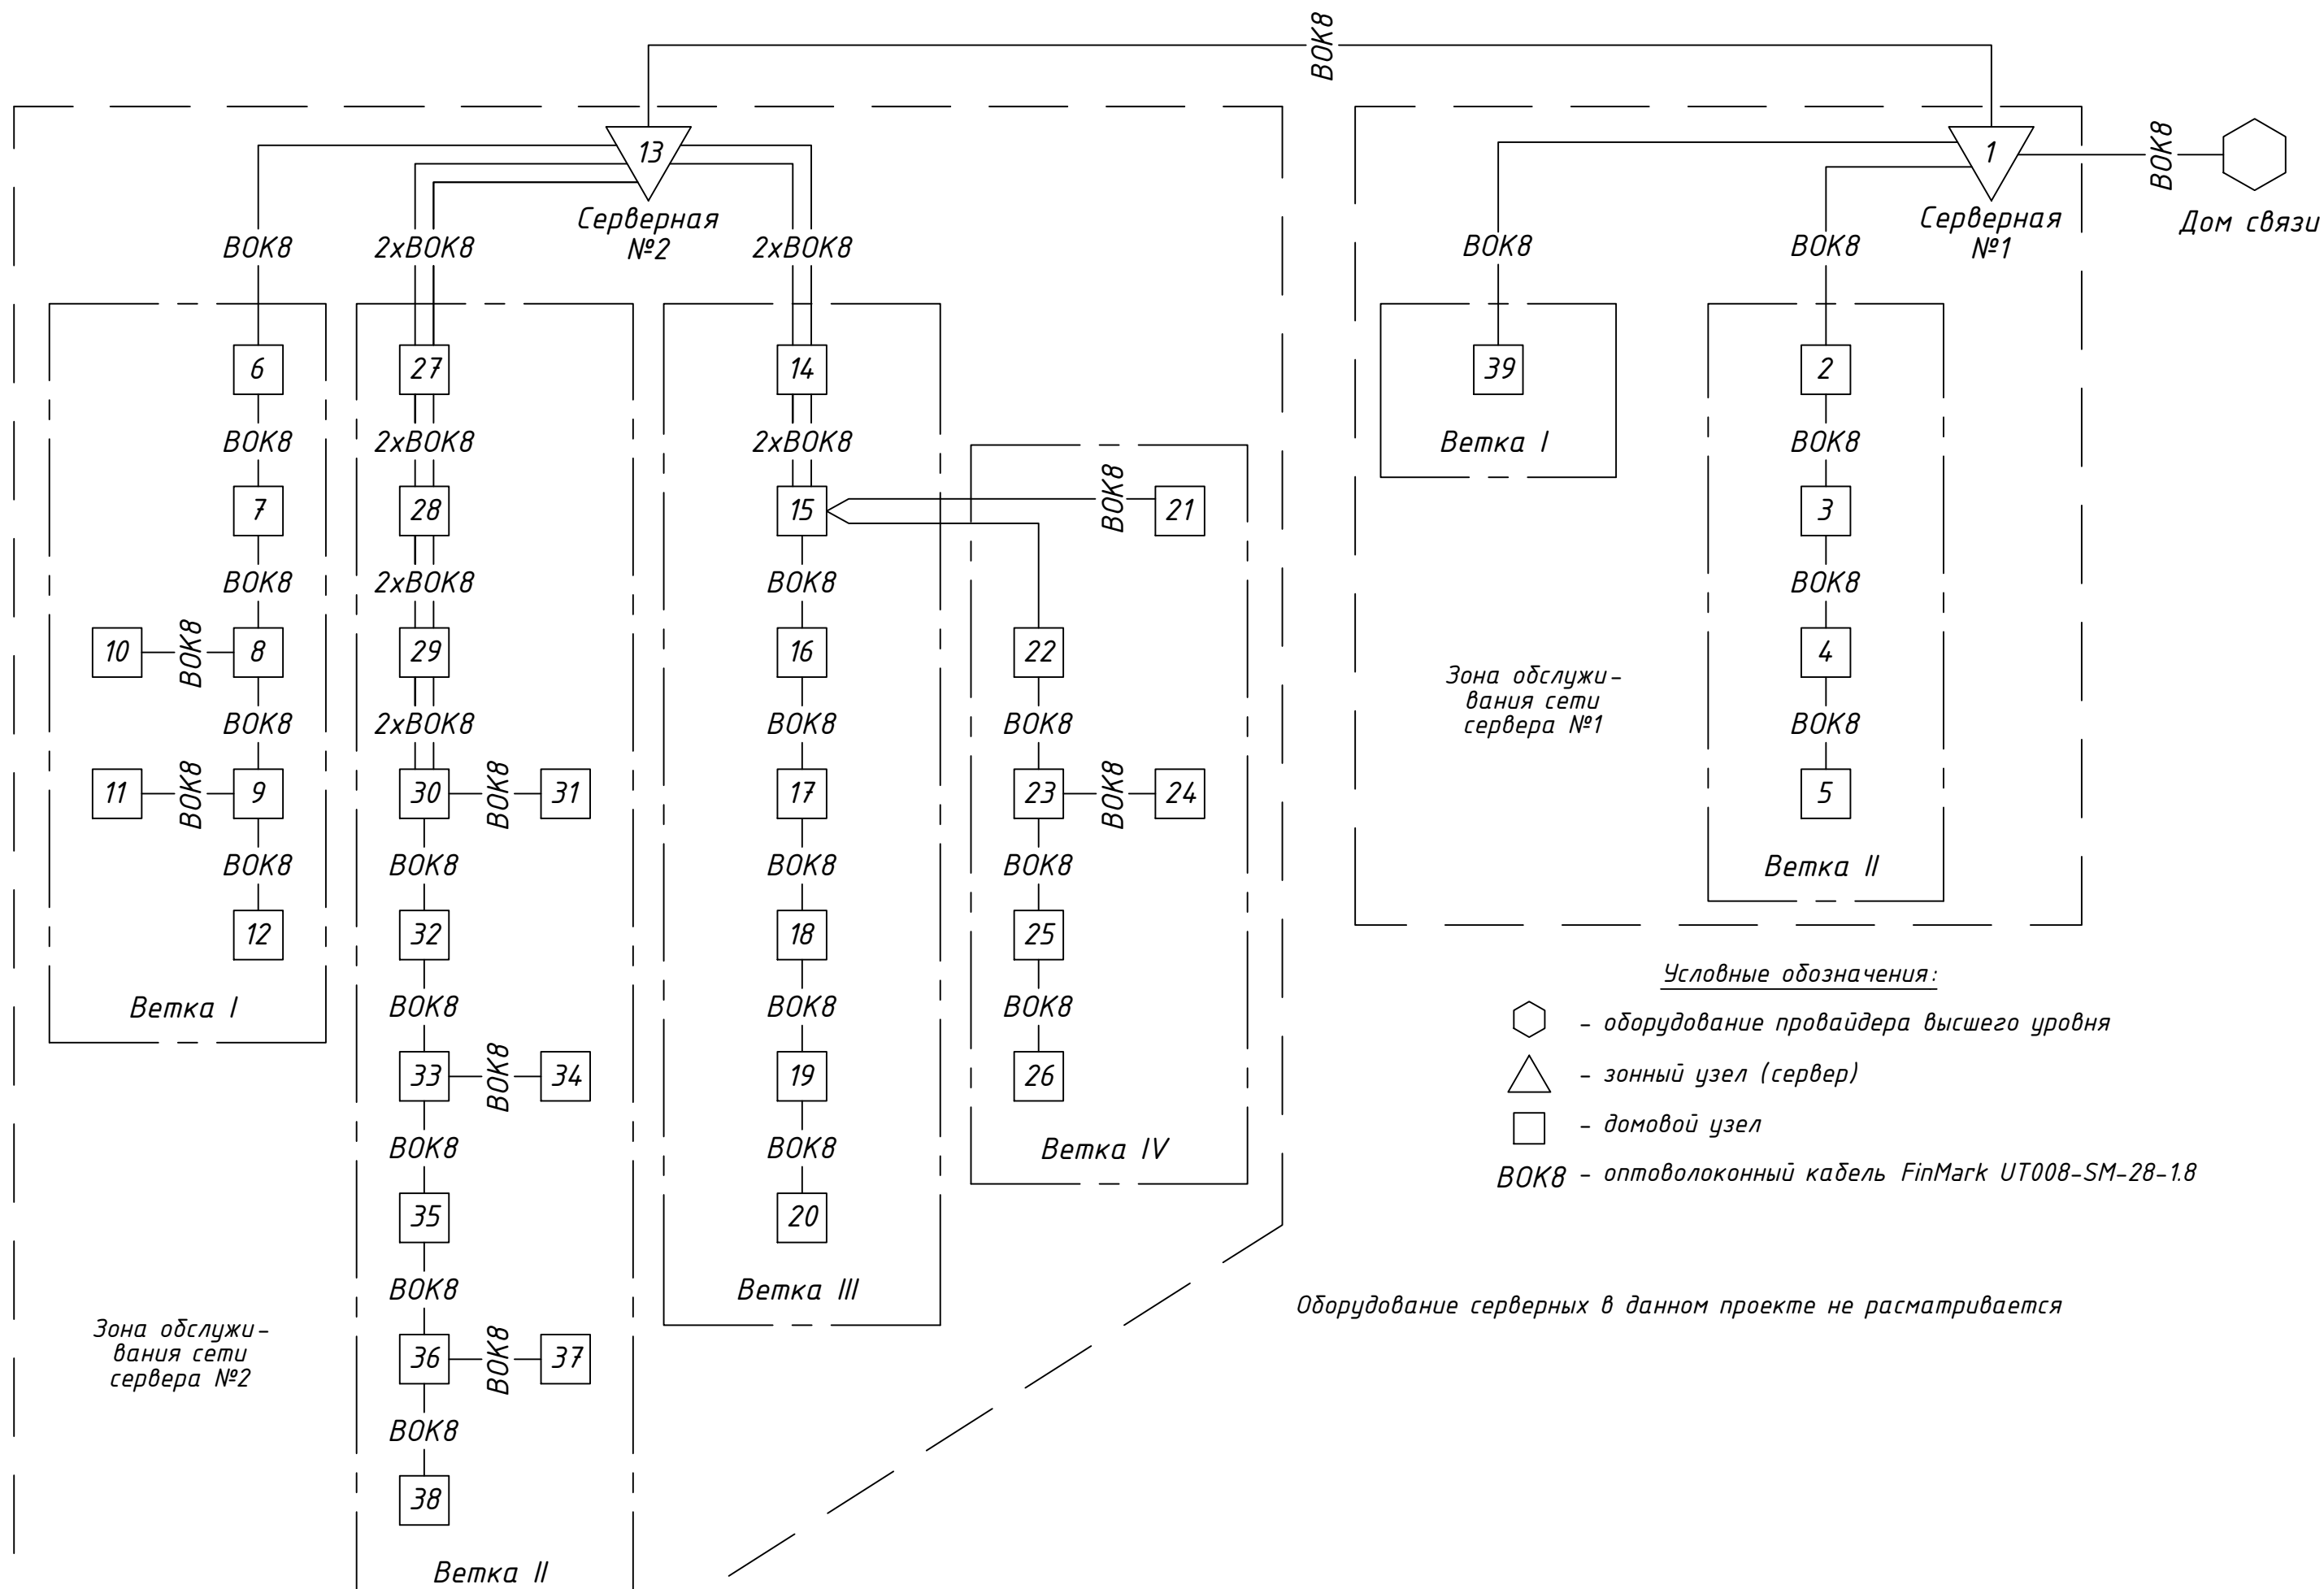 ВОК8
13
Серверная
№2
1
Серверная
№1
ВОК8
Дом связи
ВОК8
2хВОК8
2хВОК8
ВОК8
ВОК8
6
27
14
39
2
ВОК8
2хВОК8
2хВОК8
Ветка I
ВОК8
7
28
15
ВОК8
21
3
ВОК8
2хВОК8
ВОК8
ВОК8
10
ВОК8
8
29
16
22
4
Зона обслужи-
вания сети
сервера №1
ВОК8
2хВОК8
ВОК8
ВОК8
ВОК8
11
ВОК8
9
30
ВОК8
31
17
23
ВОК8
24
5
ВОК8
ВОК8
ВОК8
ВОК8
Ветка II
12
32
18
25
Ветка I
ВОК8
ВОК8
ВОК8
33
ВОК8
34
19
26
ВОК8
ВОК8
Ветка IV
35
20
ВОК8
Ветка III
Зона обслужи-
вания сети
сервера №2
36
ВОК8
37
ВОК8
38
Ветка II
Условные обозначения:
- оборудование провайдера высшего уровня
- зонный узел (сервер)
- домовой узел
ВОК8 - оптоволоконный кабель FinMark UT008-SM-28-1.8
Оборудование серверных в данном проекте не расматривается